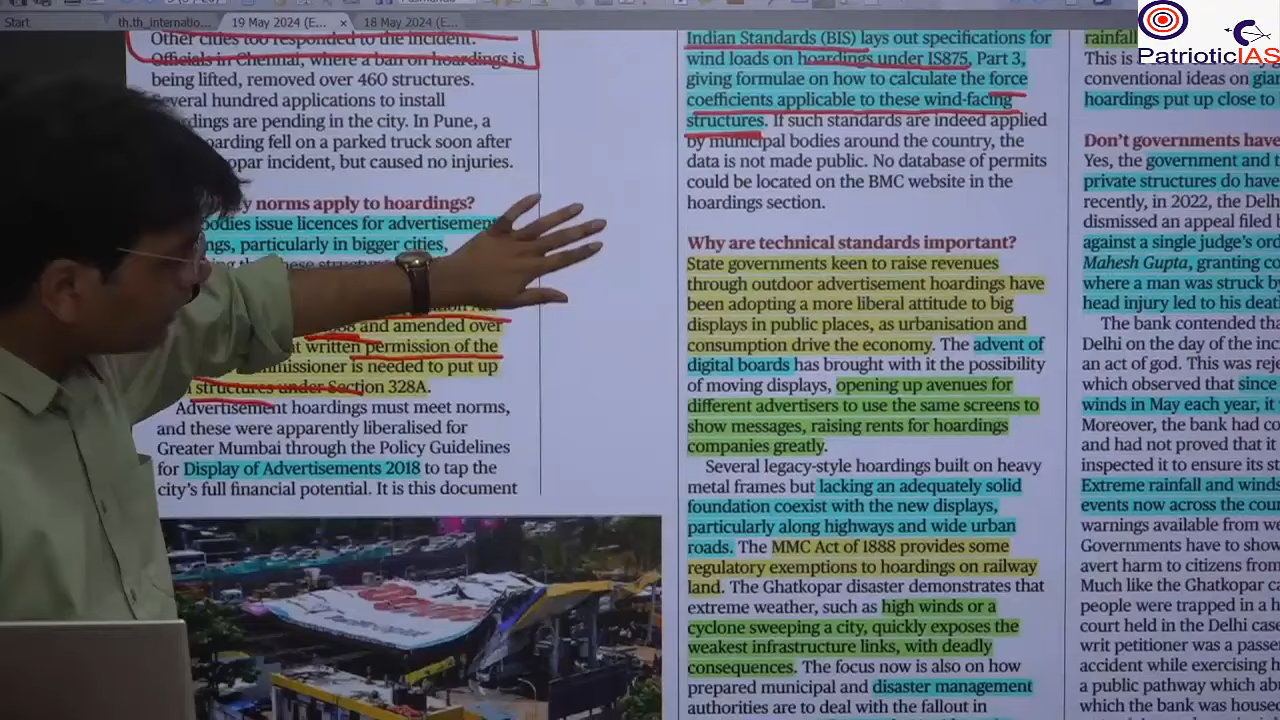 Start
th.th_internatio...
19 May 2024 (E...
×
18 May 2024 (E...
PatrioticIAS
Other cities too responded to the incident.
Officials in Chennai, where a ban on hoardings is
being lifted, removed over 460 structures.
Several hundred applications to install
rdings are pending in the city. In Pune, a
oarding fell on a parked truck soon after
opar incident, but caused no injuries.
y norms apply to hoardings?
bodies issue licences for advertisement
ngs, particularly in bigger cities,
and amended over
t written permission of the
mmissioner is needed to put up
structures under Section 328A.
Advertisement hoardings must meet norms,
and these were apparently liberalised for
Greater Mumbai through the Policy Guidelines
for Display of Advertisements 2018 to tap the
city's full financial potential. It is this document
Indian Standards (BIS) lays out specifications for
wind loads on hoardings under IS875, Part 3,
giving formulae on how to calculate the force
coefficients applicable to these wind-facing
structures. If such standards are indeed applied
by municipal bodies around the country, the
data is not made public. No database of permits
could be located on the BMC website in the
hoardings section.
Why are technical standards important?
State governments keen to raise revenues
through outdoor advertisement hoardings have
been adopting a more liberal attitude to big
displays in public places, as urbanisation and
consumption drive the economy. The advent of
digital boards has brought with it the possibility
of moving displays, opening up avenues for
different advertisers to use the same screens to
show messages, raising rents for hoardings
companies greatly.
Several legacy-style hoardings built on heavy
metal frames but lacking an adequately solid
foundation coexist with the new displays,
particularly along highways and wide urban
roads. The MMC Act of 1888 provides some
regulatory exemptions to hoardings on railway
land. The Ghatkopar disaster demonstrates that
extreme weather, such as high winds or a
cyclone sweeping a city, quickly exposes the
weakest infrastructure links, with deadly
consequences. The focus now is also on how
prepared municipal and disaster management
authorities are to deal with the fallout in
rainfall
This is
conventional ideas on gian
hoardings put up close to
Don't governments have
Yes, the government and t
private structures do have
recently, in 2022, the Delh
dismissed an appeal filed
against a single judge's ord
Mahesh Gupta, granting co
where a man was struck by
head injury led to his deat
The bank contended tha
Delhi on the day of the inc
an act of god. This was reje
which observed that since
winds in May each year, it
Moreover, the bank had co
and had not proved that it
inspected it to ensure its st
Extreme rainfall and winds
events now across the cou
warnings available from we
Governments have to show
avert harm to citizens from
Much like the Ghatkopar c
people were trapped in a h
court held in the Delhi case
writ petitioner was a passe
accident while exercising h
a public pathway which abu
which the bank was housed